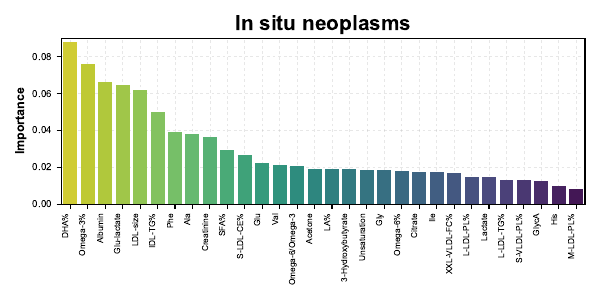 In situ neoplasms
Importance
0.08
0.06
0.04
0.02
0.00
DHA%
Omega-3%
Albumin
Glu-lactate
LDL-size
IDL-TG%
Phe
Ala
Creatinine
SFA%
S-LDL-CE%
Glu
Val
Omega-6/Omega-3
Acetone
LA%
3-Hydroxybutyrate
Unsaturation
Gly
Omega-6%
Citrate
Ile
XXL-VLDL-FC%
L-LDL-PL%
Lactate
L-LDL-TG%
S-VLDL-PL%
GlycA
His
M-LDL-PL%